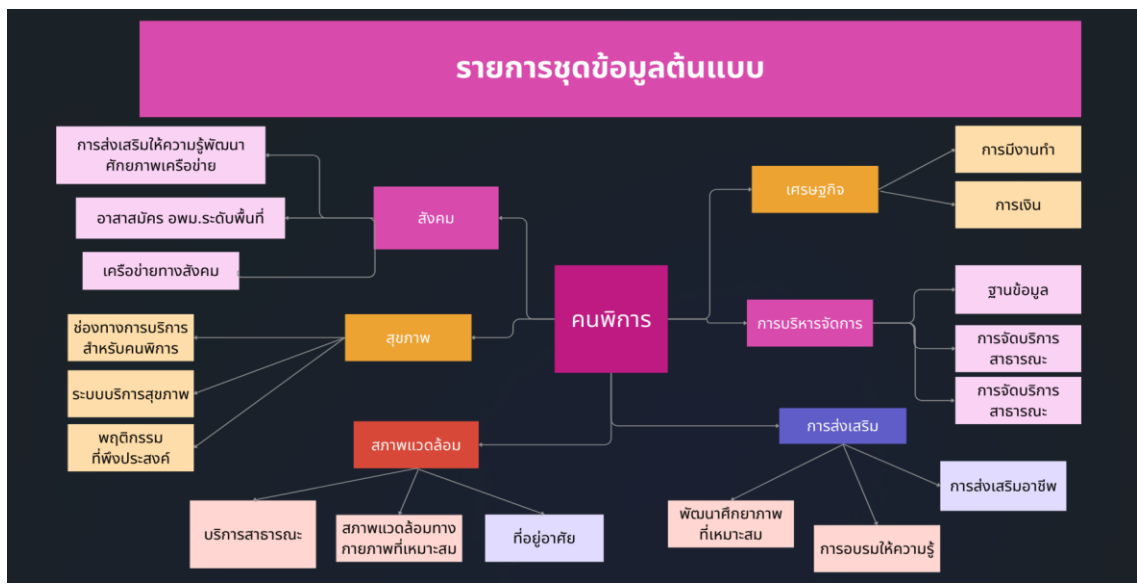 รายการชุดข้อมูลต้นแบบ
การส่งเสริมให้ความรู้พัฒนา
ศักยภาพเครือข่าย
อาสาสมัคร อพม.ระดับพื้นที่
เครือข่ายทางสังคม
สังคม
ช่องทางการบริการ
สำหรับคนพิการ
ระบบบริการสุขภาพ
พฤติกรรม
ที่พึงประสงค์
สุขภาพ
คนพิการ
เศรษฐกิจ
การมีงานทำ
การเงิน
การบริหารจัดการ
ฐานข้อมูล
การจัดบริการ
สาธารณะ
การจัดบริการ
สาธารณะ
สภาพแวดล้อม
บริการสาธารณะ
สภาพแวดล้อมทาง
กายภาพที่เหมาะสม
ที่อยู่อาศัย
การส่งเสริม
พัฒนาศึกยาภาพ
ที่เหมาะสม
การอบรมให้ความรู้
การส่งเสริมอาชีพ